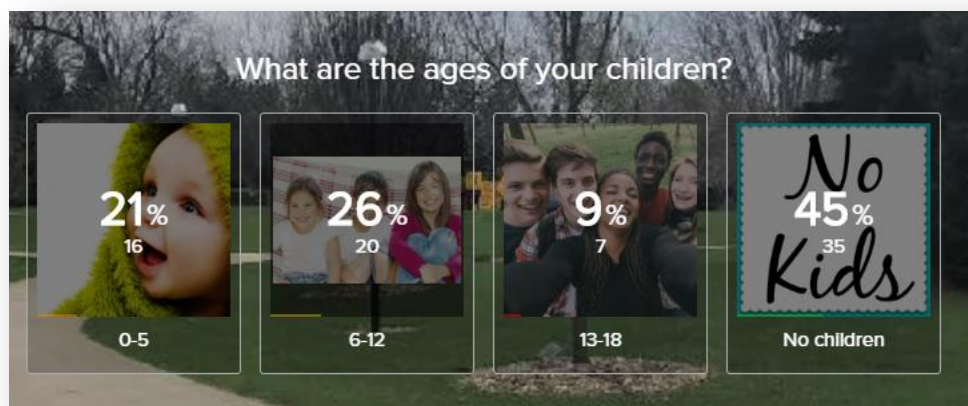 What are the ages of your children?
21%
16
0-5
26%
20
6-12
9%
7
13-18
No
Kids
45%
35
No children